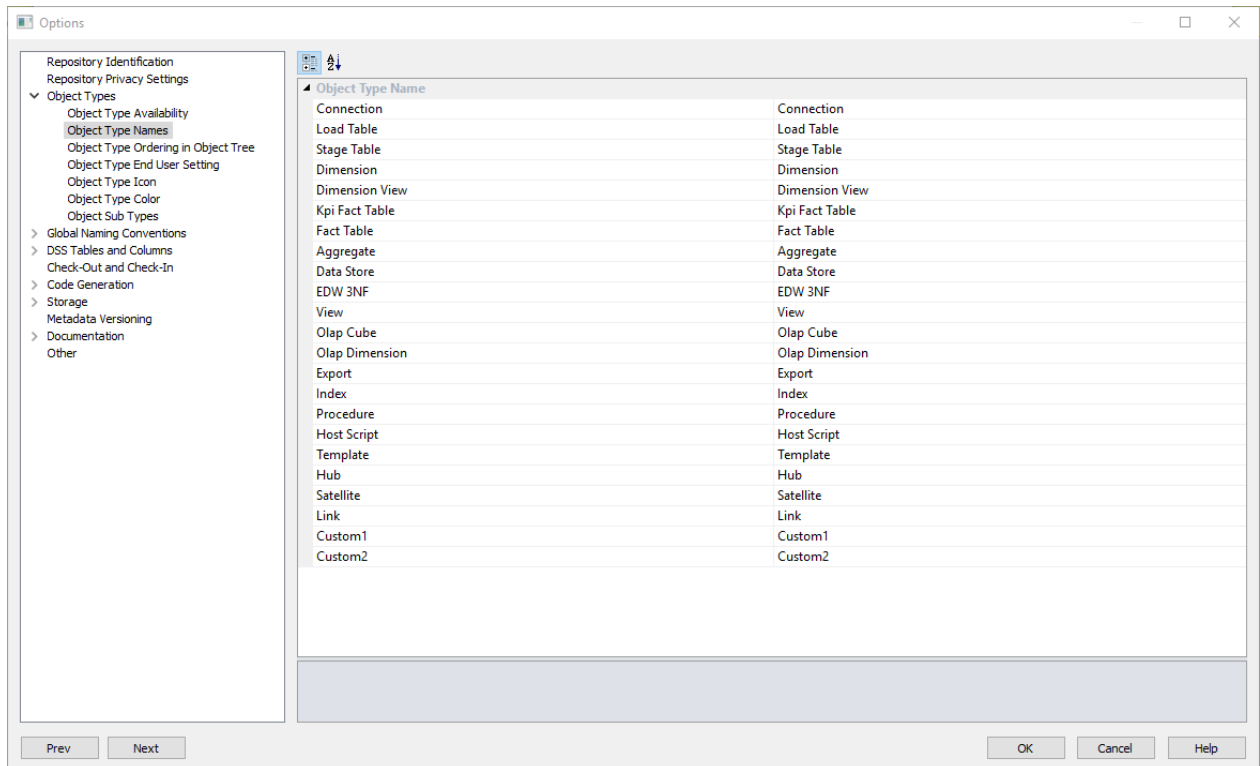 Options
Repository Identification
Repository Privacy Settings
Object Types
Object Type Availability
Object Type Names
Object Type Ordering in Object Tree
Object Type End User Setting
Object Type Icon
Object Type Color
Object Sub Types
Global Naming Conventions
DSS Tables and Columns
Check-Out and Check-In
Code Generation
Storage
Metadata Versioning
Documentation
Other
Object Type Name
Connection Connection
Load Table Load Table
Stage Table Stage Table
Dimension Dimension
Dimension View Dimension View
Kpi Fact Table Kpi Fact Table
Fact Table Fact Table
Aggregate Aggregate
Data Store Data Store
EDW 3NF EDW 3NF
View View
Olap Cube Olap Cube
Olap Dimension Olap Dimension
Export Export
Index Index
Procedure Procedure
Host Script Host Script
Template Template
Hub Hub
Satellite Satellite
Link Link
Custom1 Custom1
Custom2 Custom2
Prev Next OK Cancel Help